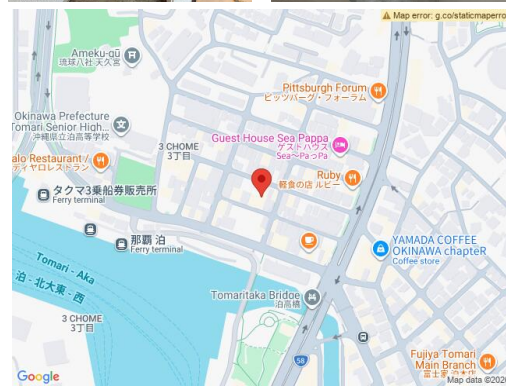 Map error: g.co/staticmaperro
Ameku-gū
琉球八社 天久宮
Pittsburgh Forum
ピッツバーグ・フォーラム
Okinawa Prefecture
Tomari Senior High...
沖縄県立泊高等学校
Guest House Sea Pappa
ゲストハウス
Sea〜PaっPa
3 CHOME
3丁目
alo Restaurant /
ディヤロレストラン
Ruby
軽食の店 ルビー
タクマ3乗船券販売所
Ferry terminal
那覇 泊
Ferry terminal
YAMADA COFFEE
OKINAWA chapteR
Coffee store
Tomari - Aka
泊 - 北大東 - 西
Tomaritaka Bridge
泊高橋
3 CHOME
3丁目
58
Fujiya Tomari
Main Branch
富士家 泊本店
Google
Map data ©2026